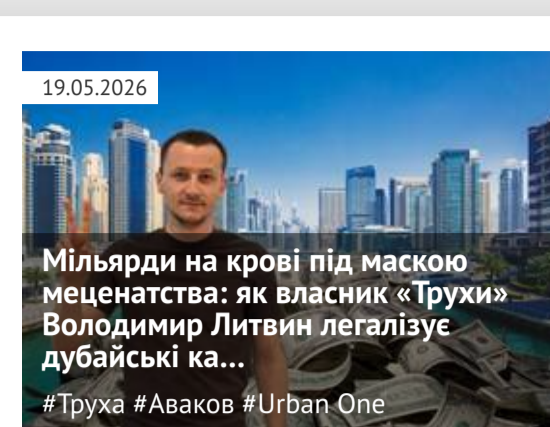 19.05.2026
Мільярди на крові під маскою
меценатства: як власник «Трухи»
Володимир Литвин легалізує
дубайські ка...
#Труха #Аваков #Urban One